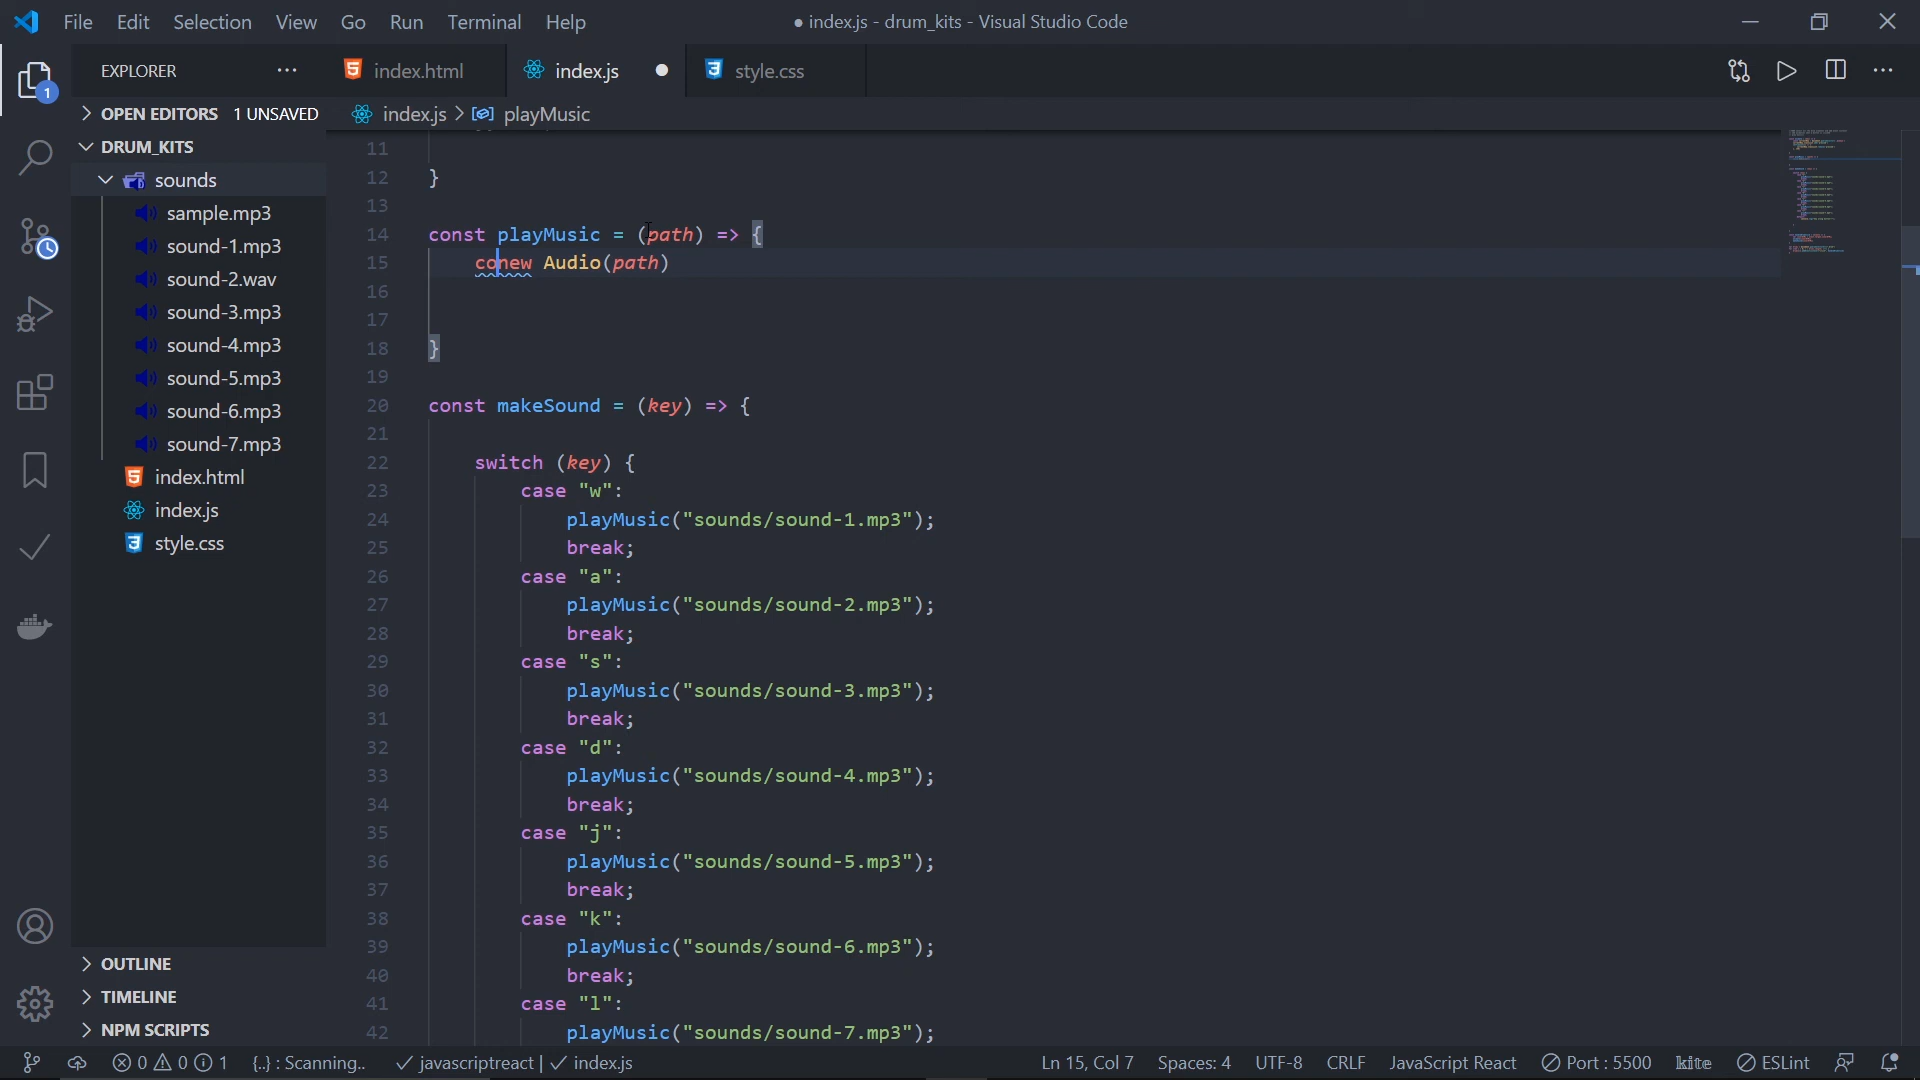 File Edit Selection View Go Run Terminal Help
● index.js - drum_kits - Visual Studio Code
EXPLORER
index.html
index.js
style.css
OPEN EDITORS 1 UNSAVED
index.js > playMusic
DRUM_KITS
sounds
sample.mp3
sound-1.mp3
sound-2.wav
sound-3.mp3
sound-4.mp3
sound-5.mp3
sound-6.mp3
sound-7.mp3
index.html
index.js
style.css
OUTLINE
TIMELINE
NPM SCRIPTS
1
11
12 }
13
14 const playMusic = (path) => {
15 conew Audio(path)
16
17
18 }
19
20 const makeSound = (key) => {
21
22 switch (key) {
23 case "w":
24 playMusic("sounds/sound-1.mp3");
25 break;
26 case "a":
27 playMusic("sounds/sound-2.mp3");
28 break;
29 case "s":
30 playMusic("sounds/sound-3.mp3");
31 break;
32 case "d":
33 playMusic("sounds/sound-4.mp3");
34 break;
35 case "j":
36 playMusic("sounds/sound-5.mp3");
37 break;
38 case "k":
39 playMusic("sounds/sound-6.mp3");
40 break;
41 case "l":
42 playMusic("sounds/sound-7.mp3");
0 0 1 {..} : Scanning.. ✓ javascriptreact | ✓ index.js
Ln 15, Col 7 Spaces: 4 UTF-8 CRLF JavaScript React Port : 5500 kite ESLint